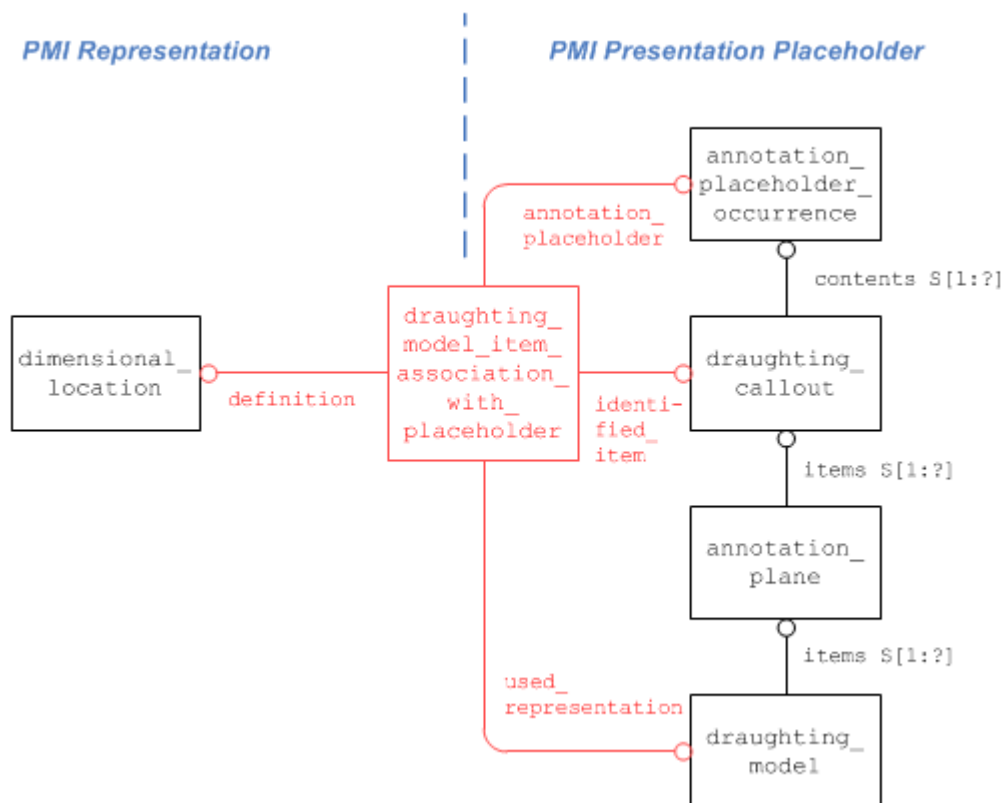 PMI Representation
PMI Presentation Placeholder
annotation_
placeholder_
occurrence
annotation_
placeholder
contents S[1:?]
draughting_
model_item_
association_
with_
placeholder
dimensional_
location
definition
identi-
fied_
item
draughting_
callout
items S[1:?]
annotation_
plane
items S[1:?]
used_
representation
draughting_
model